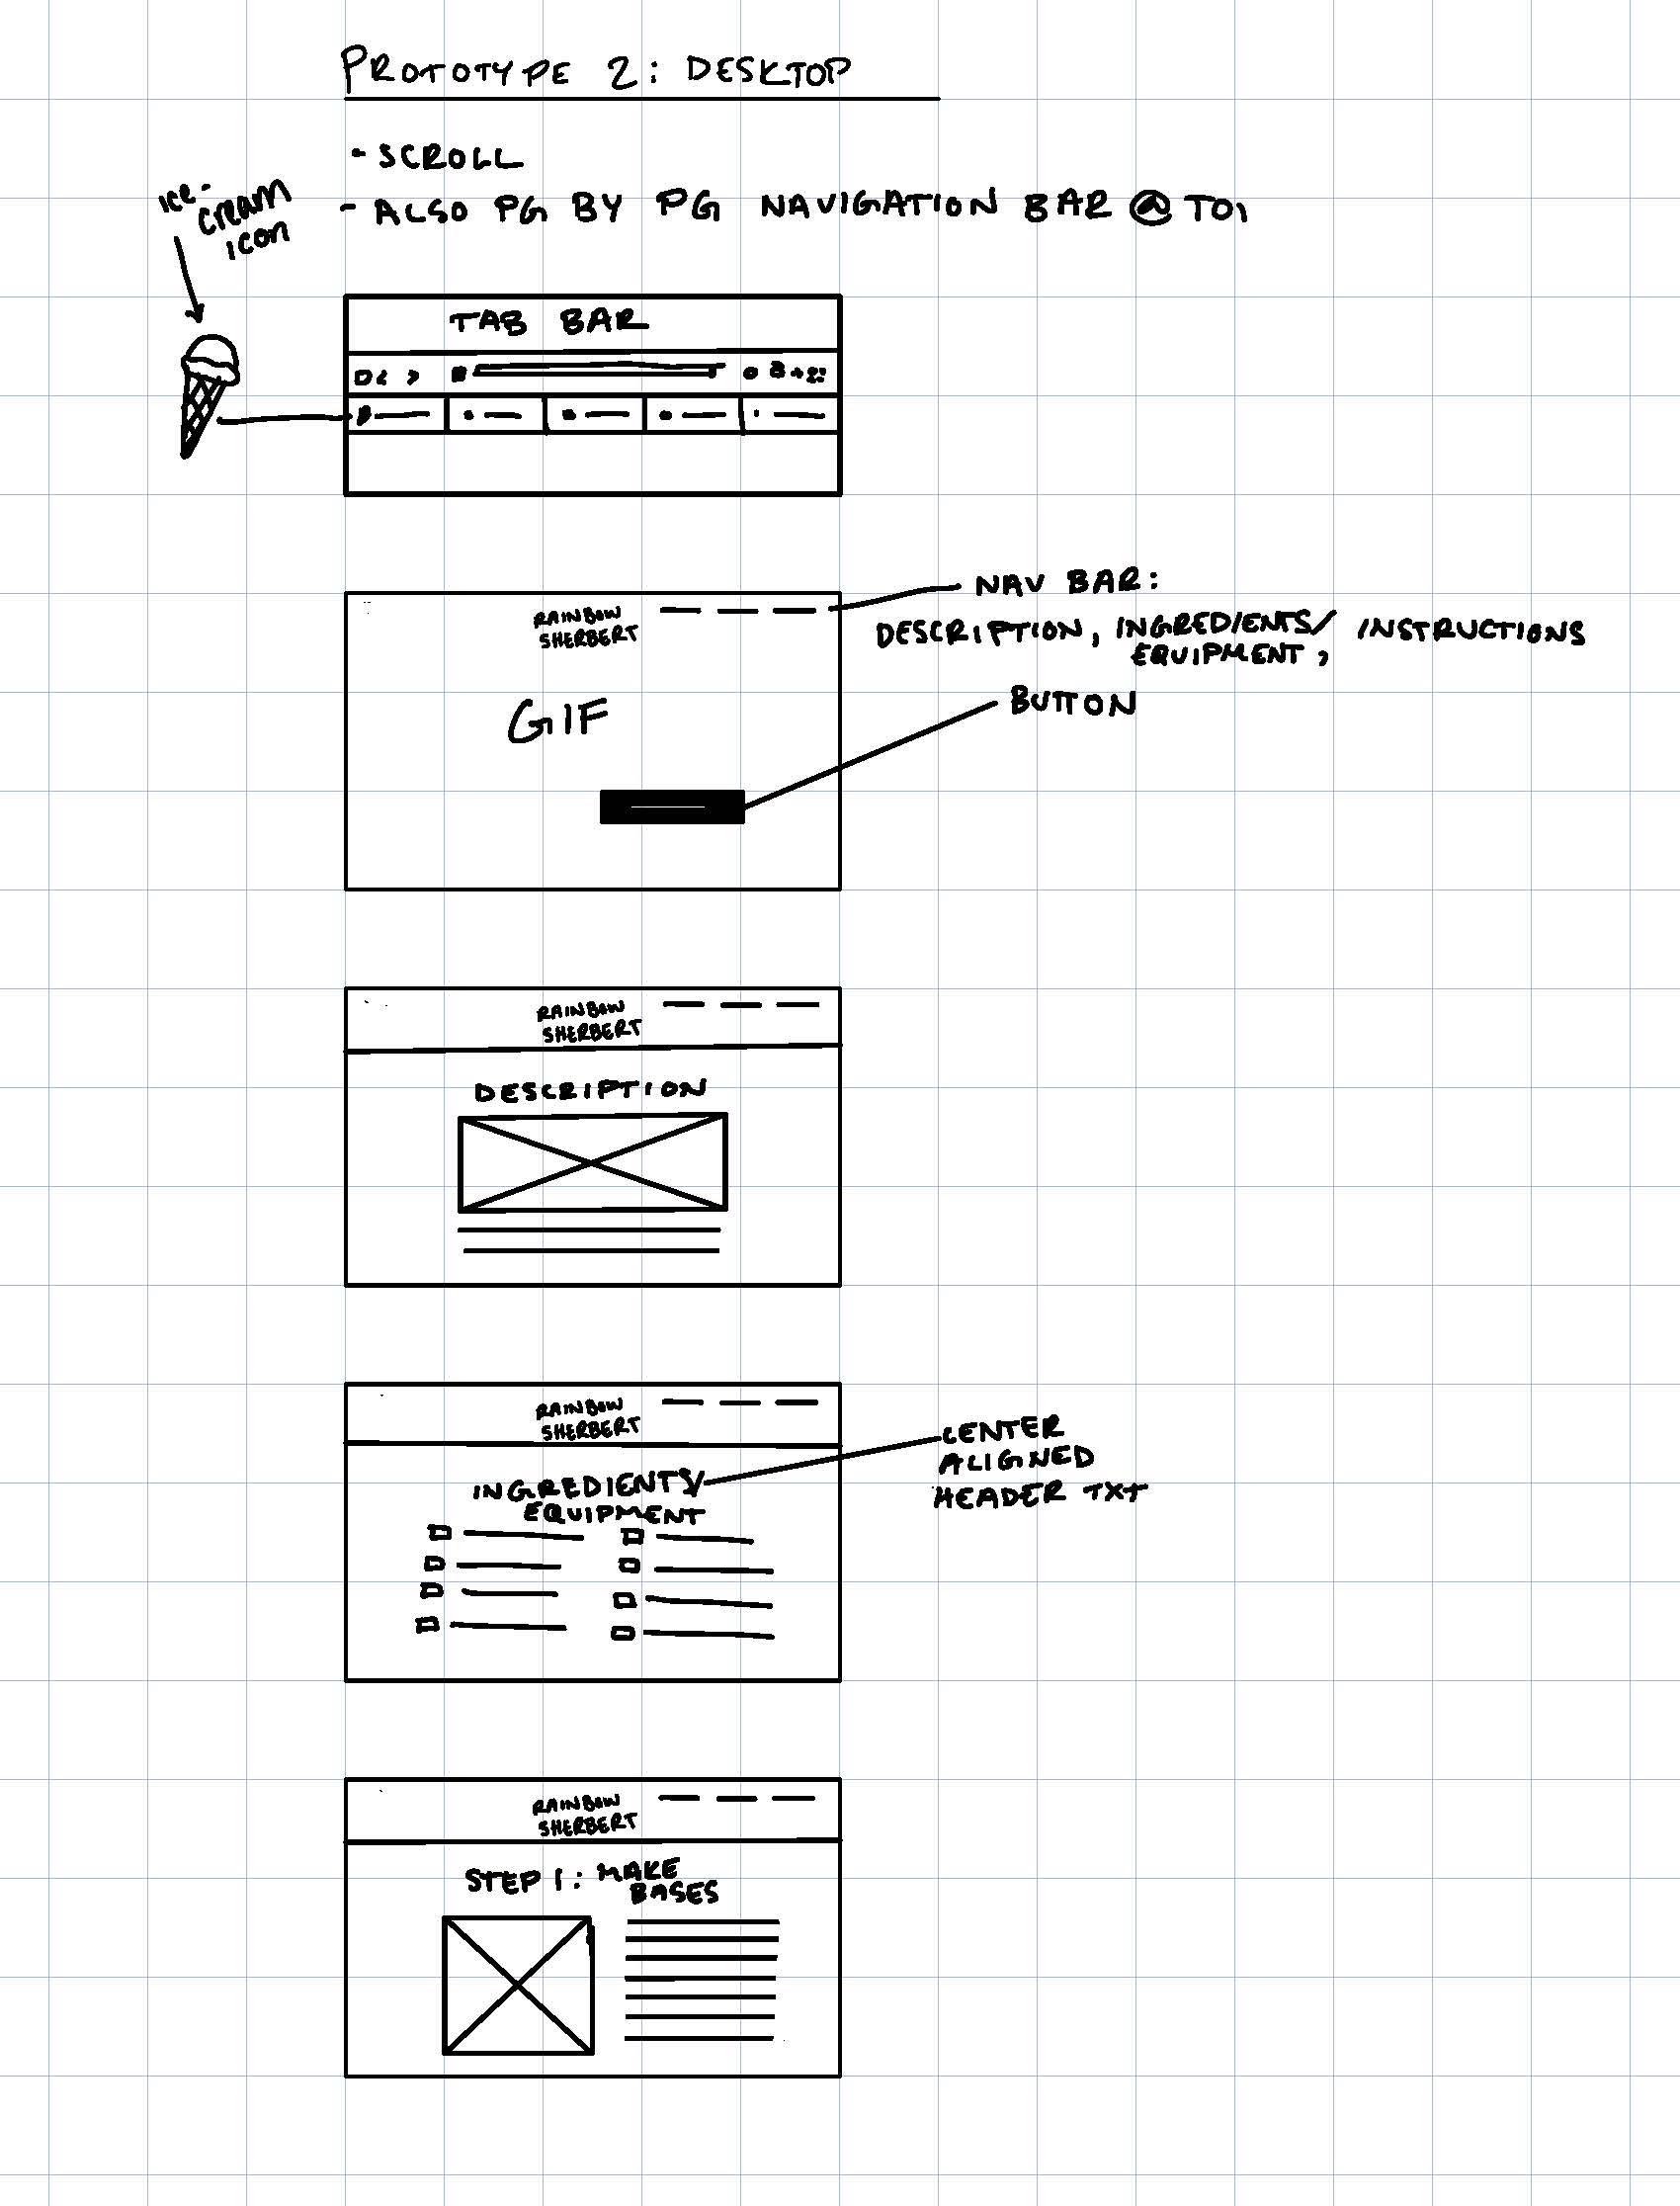 PROTOTYPE 2: DESKTOP
- SCROLL
- ALSO PG BY PG NAVIGATION BAR @ TO
ice-
cream
icon
TAB BAR
NAV BAR:
DESCRIPTION, INGREDIENTS/ INSTRUCTIONS
EQUIPMENT,
RAINBOW
SHERBERT
GIF
BUTTON
RAINBOW
SHERBERT
DESCRIPTION
RAINBOW
SHERBERT
INGREDIENTS/
EQUIPMENT
CENTER
ALIGNED
HEADER TXT
RAINBOW
SHERBERT
STEP 1: MAKE
BASES